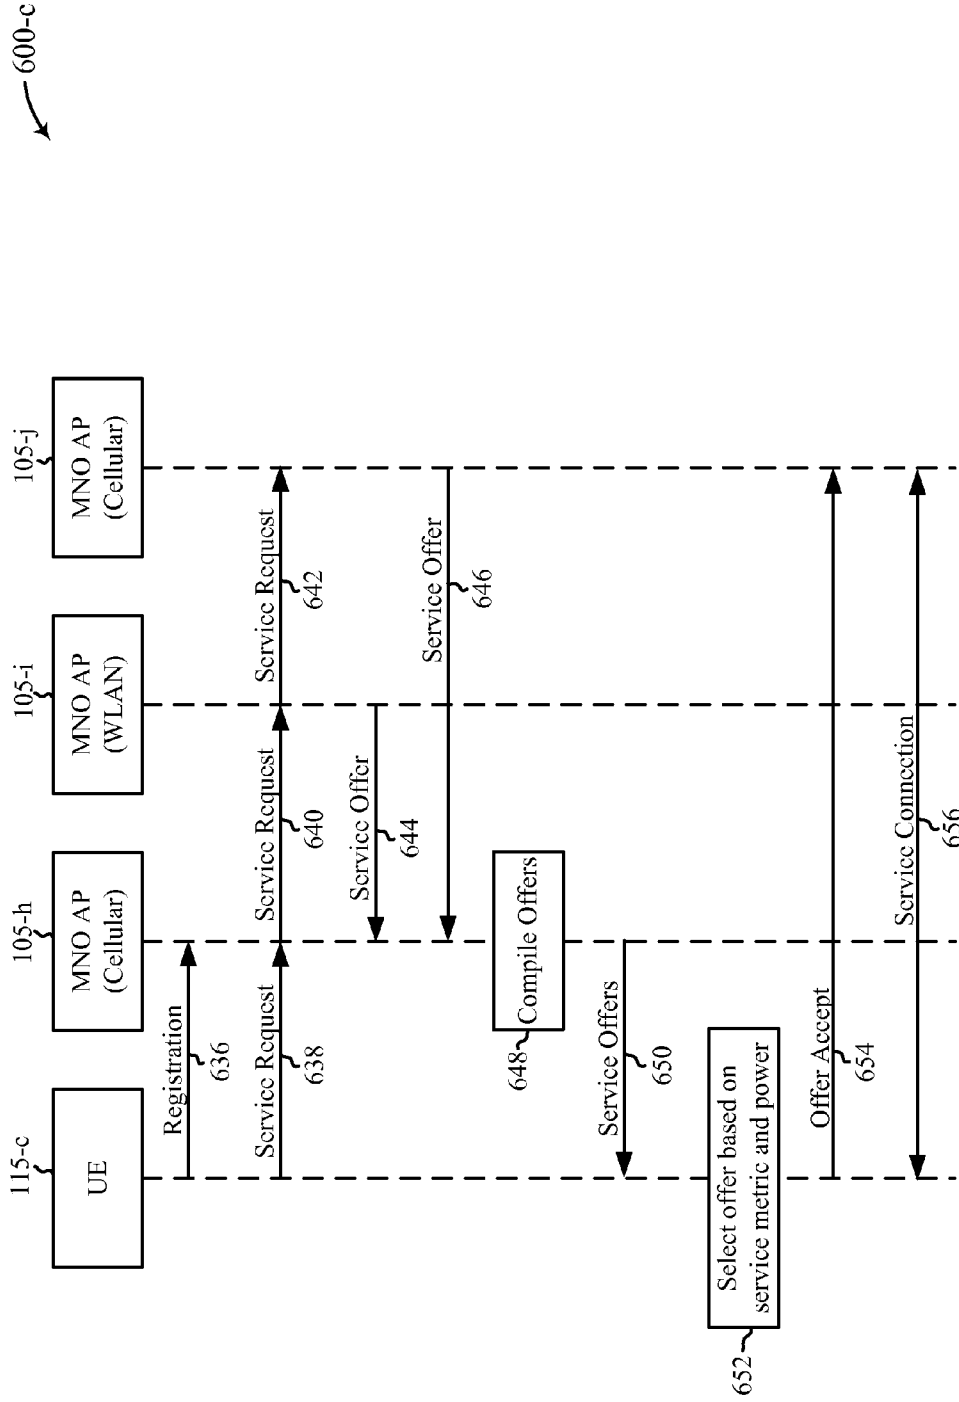 600-c
115-c
UE
105-h
MNO AP
(Cellular)
105-i
MNO AP
(WLAN)
105-j
MNO AP
(Cellular)
Registration
636
Service Request
638
Service Request
640
Service Request
642
Service Offer
644
Service Offer
646
648
Compile Offers
Service Offers
650
652
Select offer based on
service metric and power
Offer Accept
654
Service Connection
656